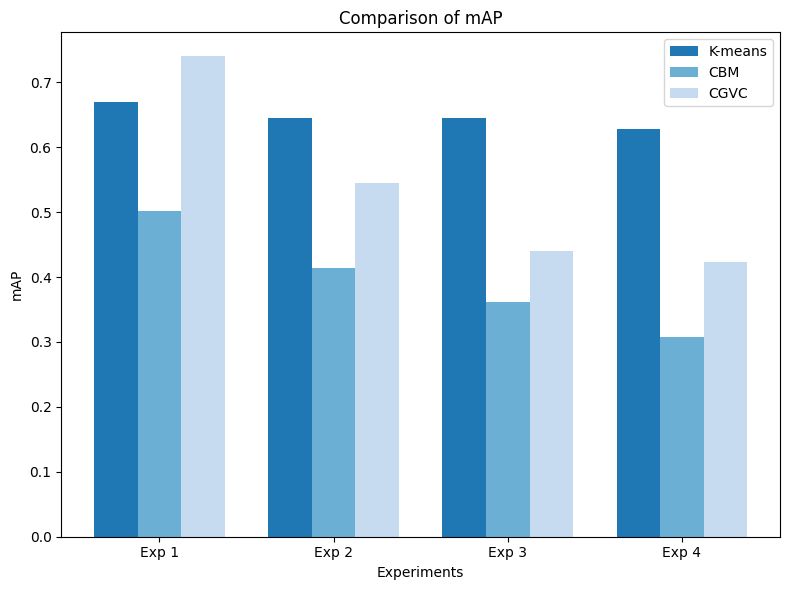 Comparison of mAP
K-means
CBM
CGVC
mAP
0.7
0.6
0.5
0.4
0.3
0.2
0.1
0.0
Exp 1
Exp 2
Exp 3
Exp 4
Experiments